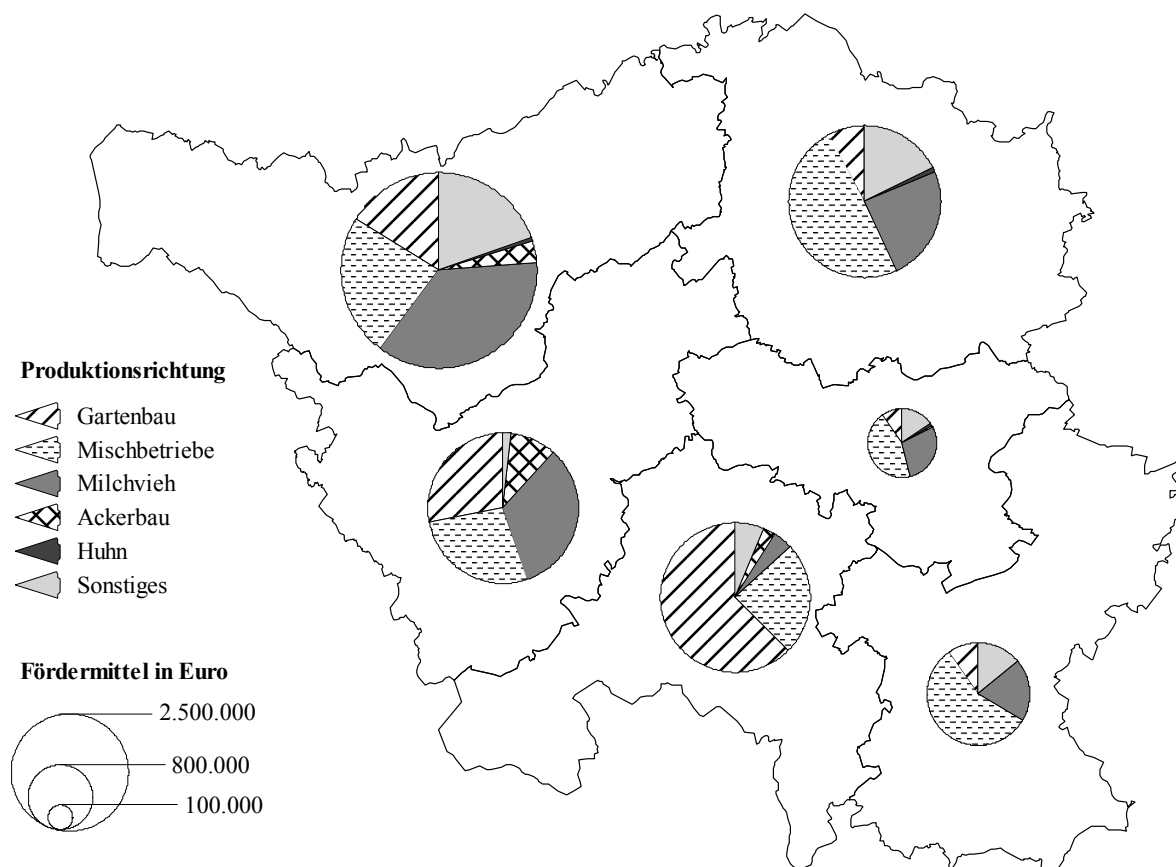 Produktionsrichtung
Gartenbau
Mischbetriebe
Milchvieh
Ackerbau
Huhn
Sonstiges
Fördermittel in Euro
2.500.000
800.000
100.000